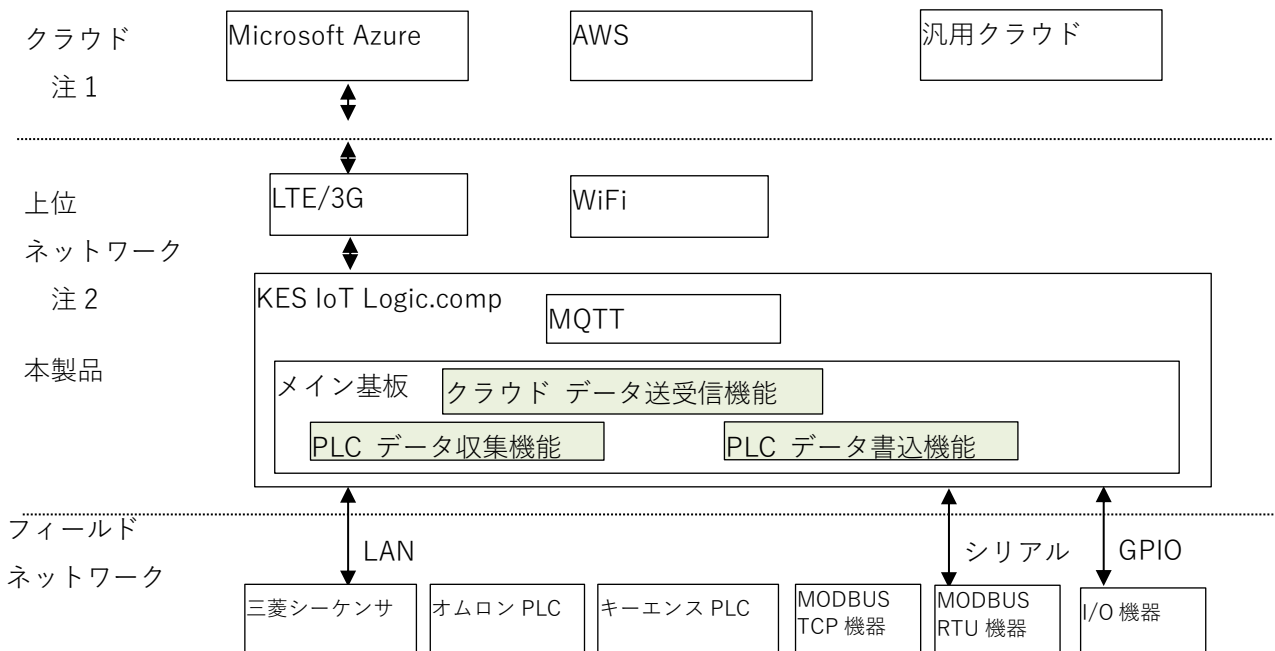 クラウド
注 1
Microsoft Azure
AWS
汎用クラウド
上位
ネットワーク
注 2
LTE/3G
WiFi
本製品
KES IoT Logic.comp
MQTT
メイン基板
クラウド データ送受信機能
PLC データ収集機能
PLC データ書込機能
フィールド
ネットワーク
LAN
シリアル
GPIO
三菱シーケンサ
オムロン PLC
キーエンス PLC
MODBUS
TCP 機器
MODBUS
RTU 機器
I/O 機器